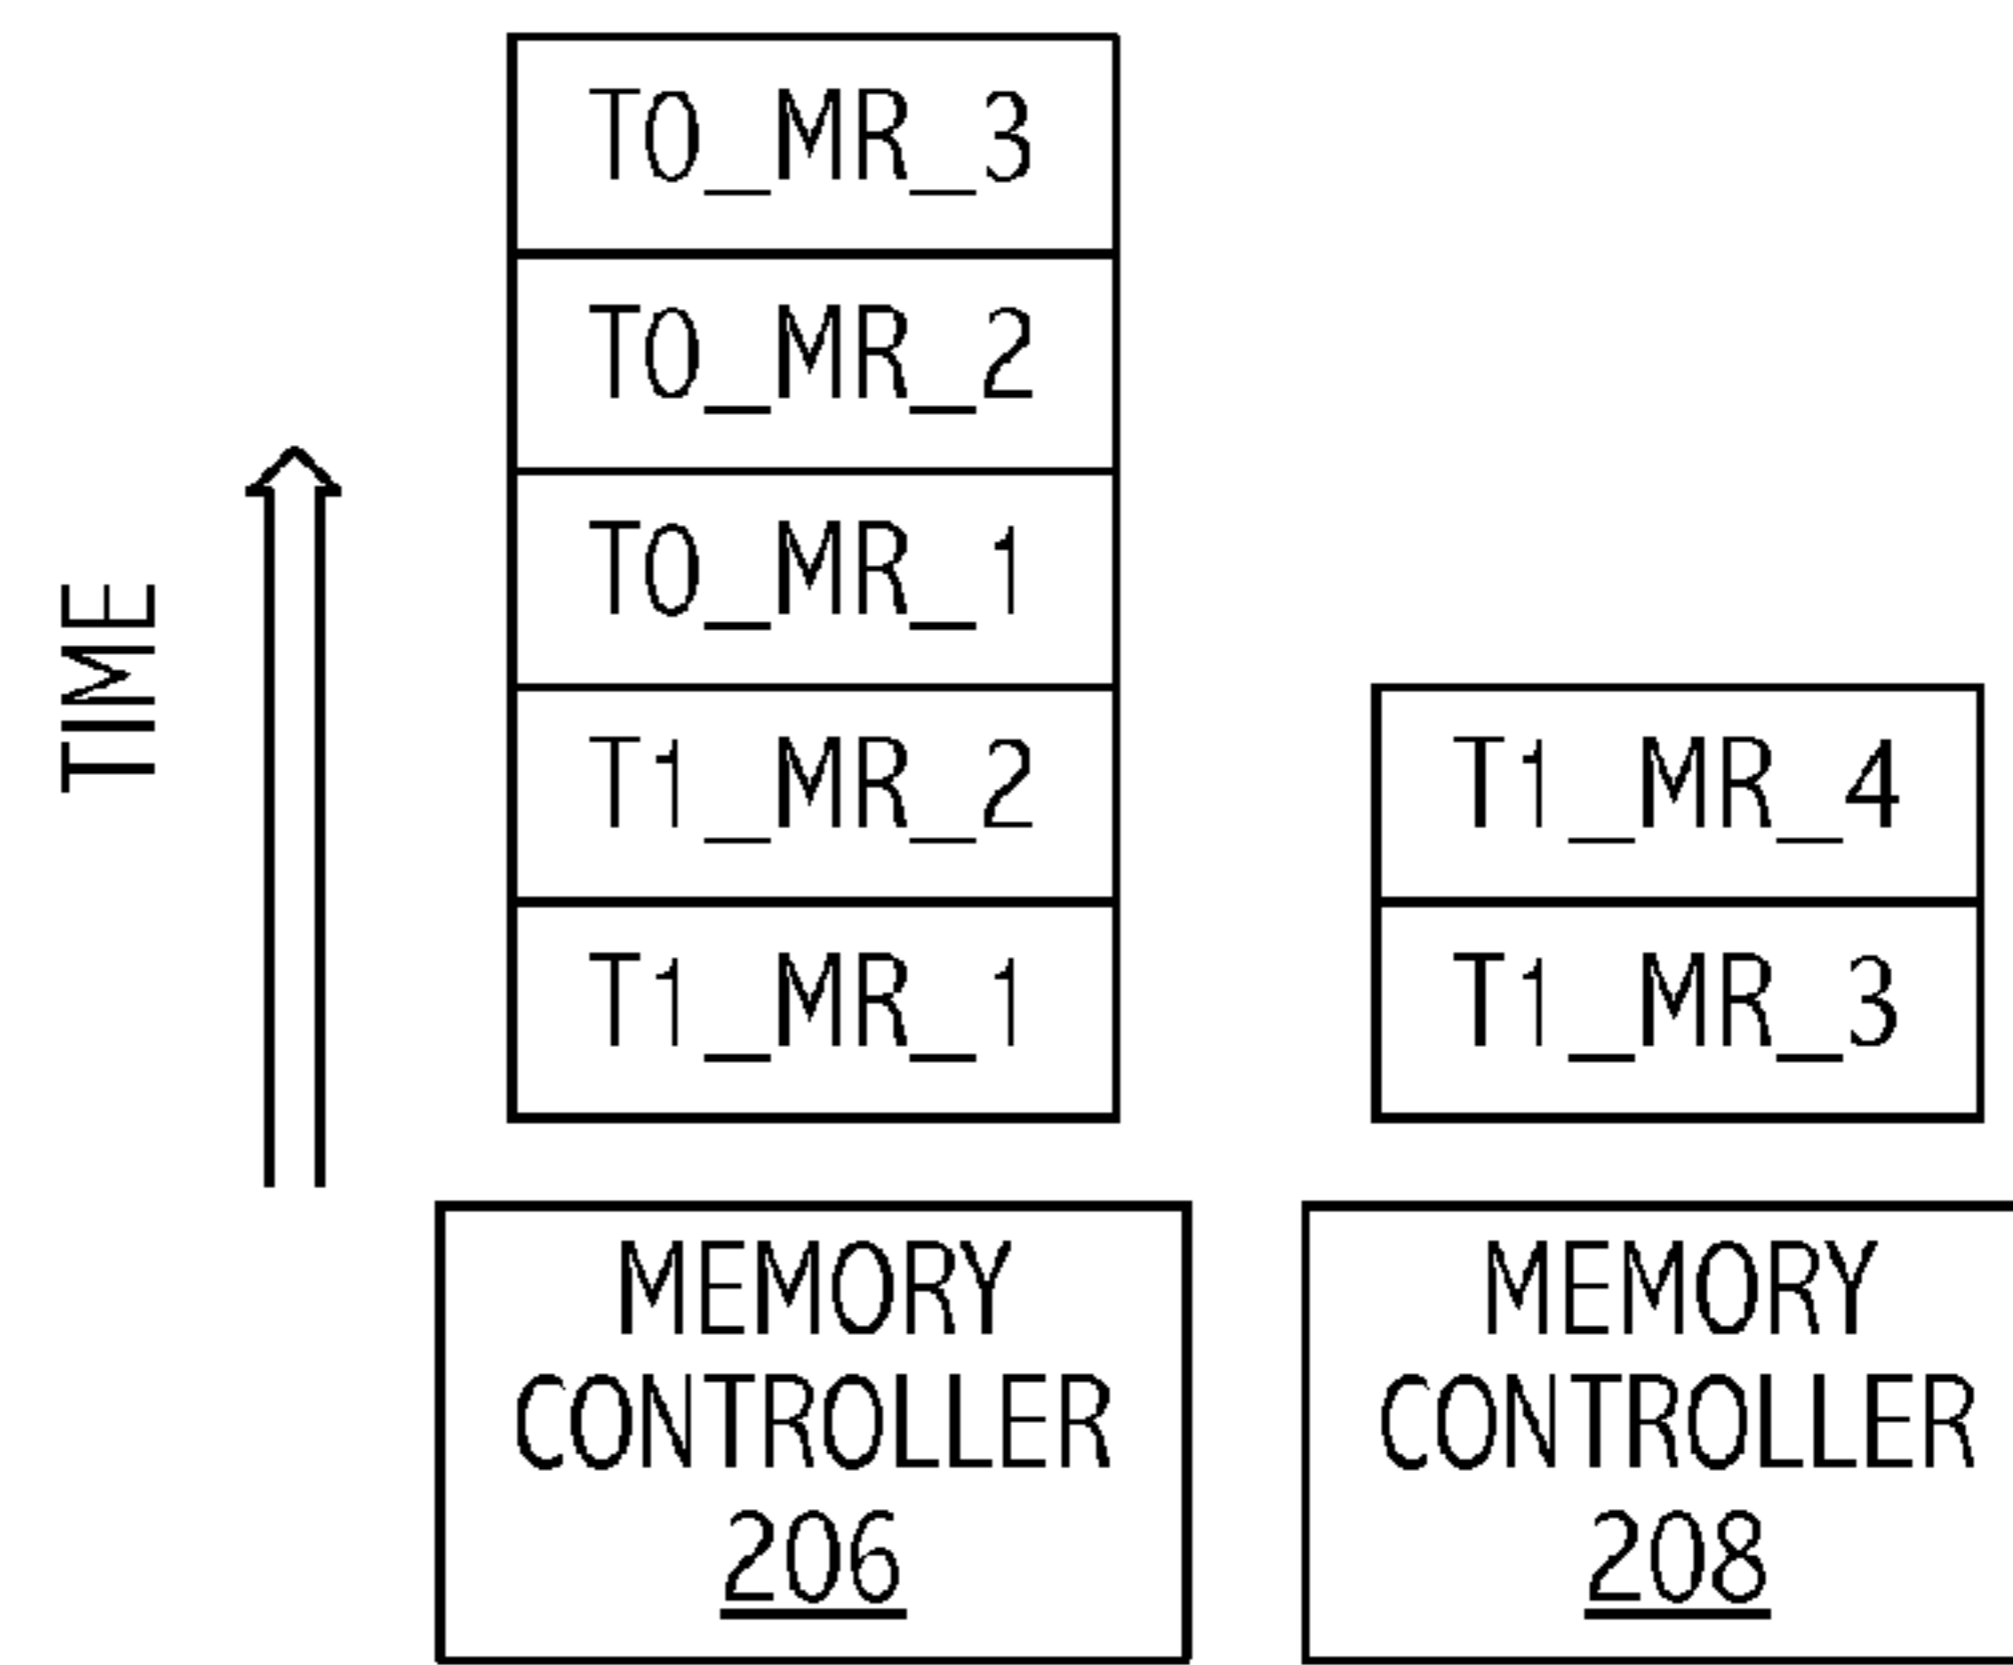 T0_MR_3
T0_MR_2
T0_MR_1
T1_MR_2
T1_MR_1
T1_MR_4
T1_MR_3
TIME
MEMORY
CONTROLLER
206
MEMORY
CONTROLLER
208